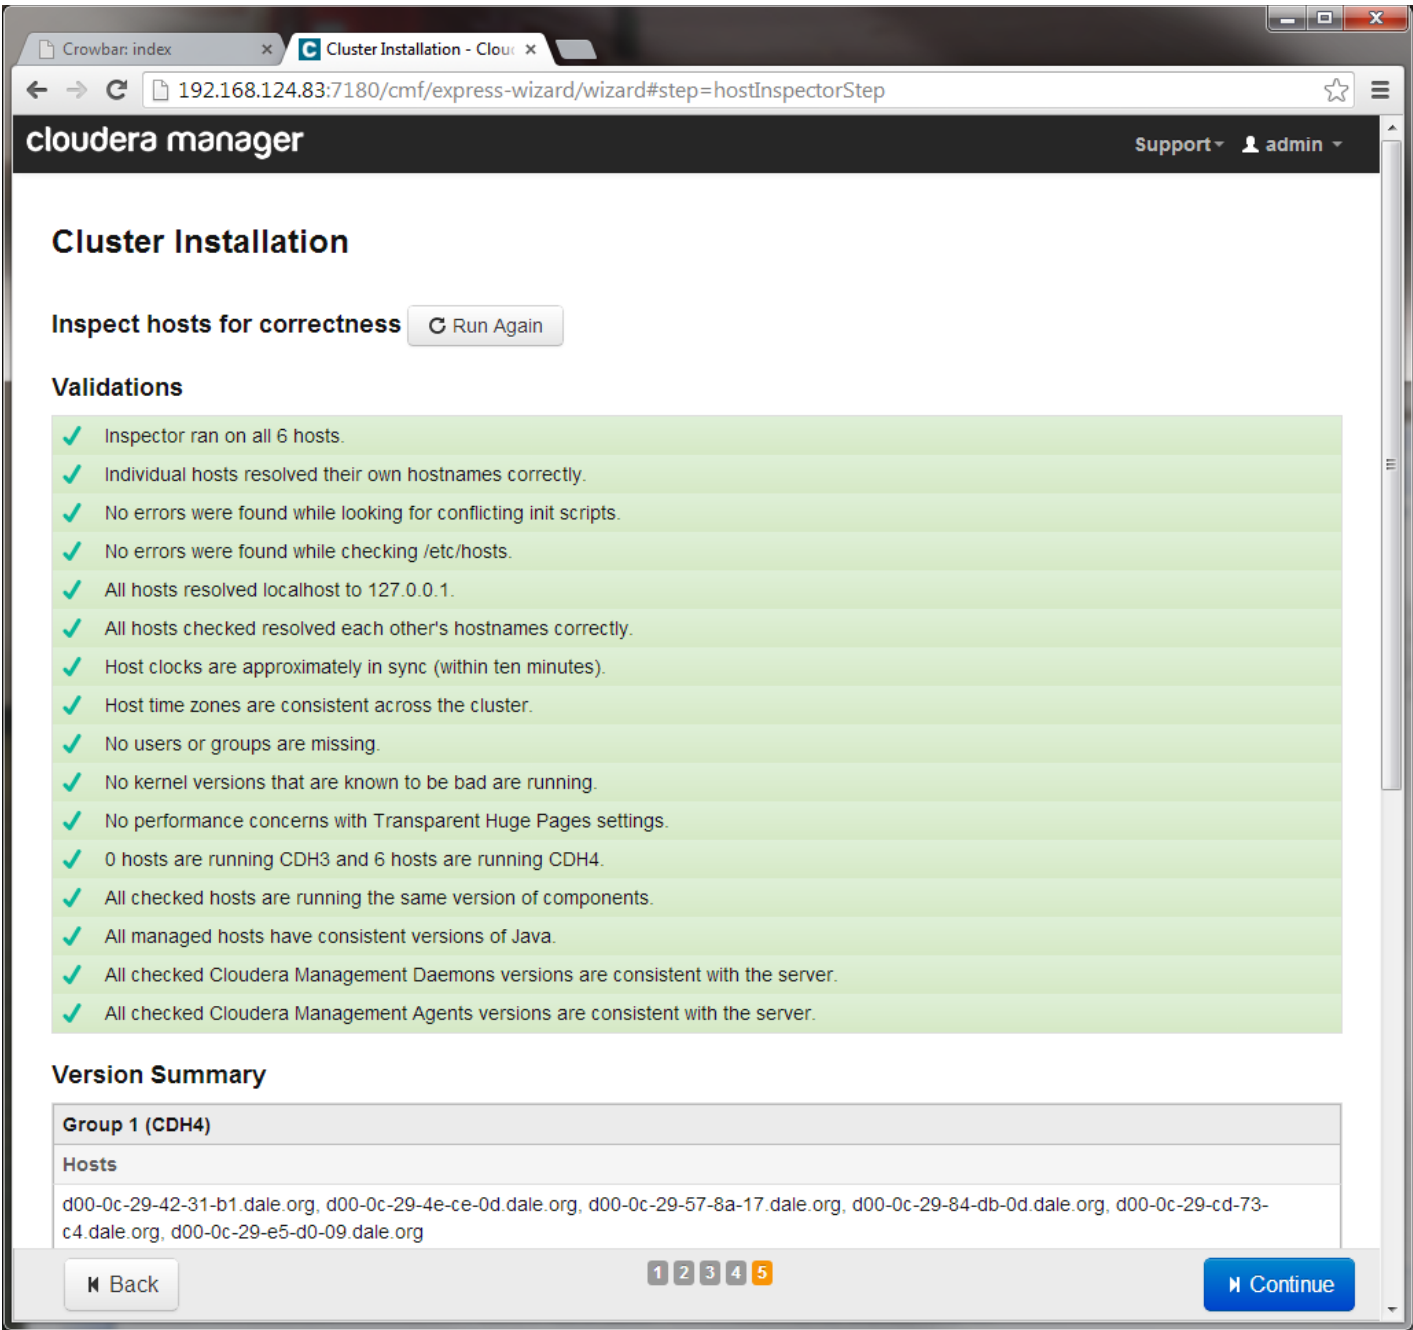 Crowbar: index
Cluster Installation - Clou
192.168.124.83:7180/cmf/express-wizard/wizard#step=hostInspectorStep
cloudera manager
Support
admin
Cluster Installation
Inspect hosts for correctness
Run Again
Validations
Inspector ran on all 6 hosts.
Individual hosts resolved their own hostnames correctly.
No errors were found while looking for conflicting init scripts.
No errors were found while checking /etc/hosts.
All hosts resolved localhost to 127.0.0.1.
All hosts checked resolved each other's hostnames correctly.
Host clocks are approximately in sync (within ten minutes).
Host time zones are consistent across the cluster.
No users or groups are missing.
No kernel versions that are known to be bad are running.
No performance concerns with Transparent Huge Pages settings.
0 hosts are running CDH3 and 6 hosts are running CDH4.
All checked hosts are running the same version of components.
All managed hosts have consistent versions of Java.
All checked Cloudera Management Daemons versions are consistent with the server.
All checked Cloudera Management Agents versions are consistent with the server.
Version Summary
Group 1 (CDH4)
Hosts
d00-0c-29-42-31-b1.dale.org, d00-0c-29-4e-ce-0d.dale.org, d00-0c-29-57-8a-17.dale.org, d00-0c-29-84-db-0d.dale.org, d00-0c-29-cd-73-
c4.dale.org, d00-0c-29-e5-d0-09.dale.org
Back
1 2 3 4 5
Continue